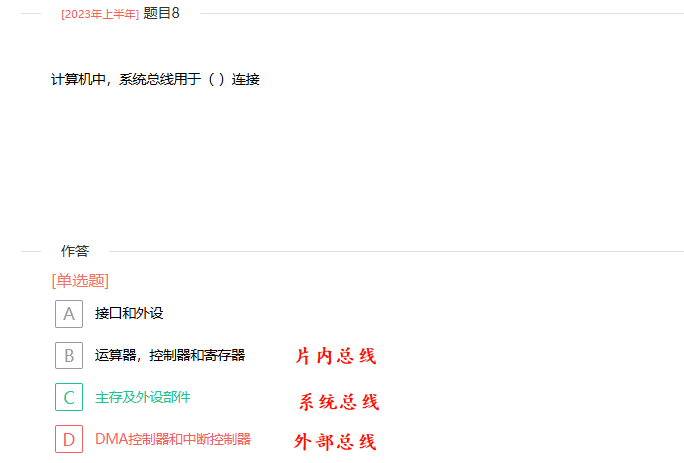 [2023年上半年] 题目8
计算机中，系统总线用于（ ）连接
作答
[单选题]
A 接口和外设
B 运算器，控制器和寄存器 片内总线
C 主存及外设部件 系统总线
D DMA控制器和中断控制器 外部总线